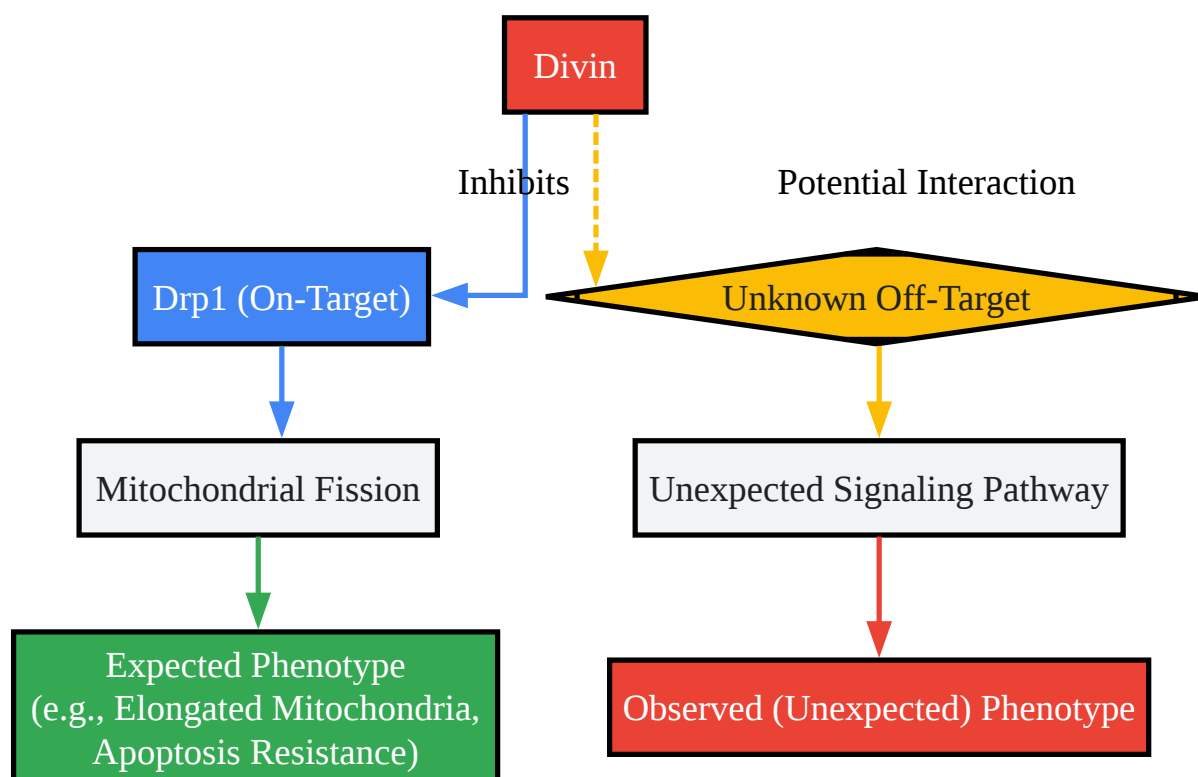 Divin
Inhibits
Potential Interaction
Drp1 (On-Target)
Unknown Off-Target
Mitochondrial Fission
Unexpected Signaling Pathway
Expected Phenotype
(e.g., Elongated Mitochondria,
Apoptosis Resistance)
Observed (Unexpected) Phenotype